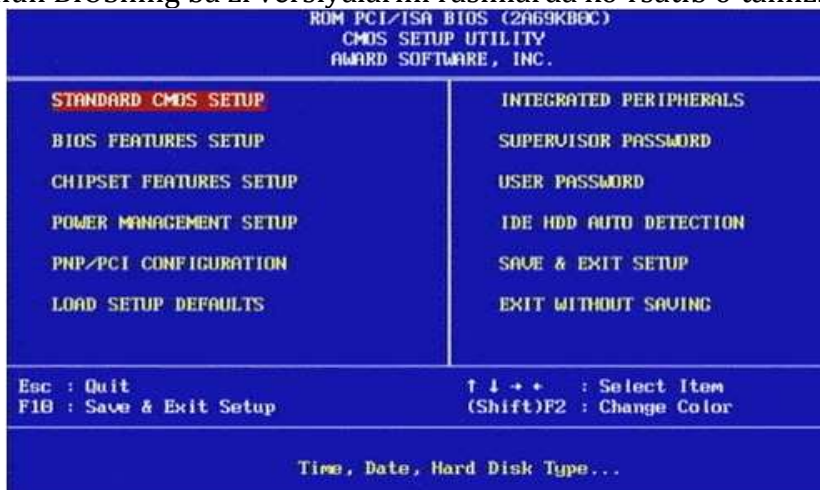 ROM PCI/ISA BIOS (2A69KB0C)
CMOS SETUP UTILITY
AWARD SOFTWARE, INC.
STANDARD CMOS SETUP
BIOS FEATURES SETUP
CHIPSET FEATURES SETUP
POWER MANAGEMENT SETUP
PNP/PCI CONFIGURATION
LOAD SETUP DEFAULTS
INTEGRATED PERIPHERALS
SUPERVISOR PASSWORD
USER PASSWORD
IDE HDD AUTO DETECTION
SAVE & EXIT SETUP
EXIT WITHOUT SAVING
Esc : Quit
F10 : Save & Exit Setup
↑ ↓ → ← : Select Item
(Shift)F2 : Change Color
Time, Date, Hard Disk Type...